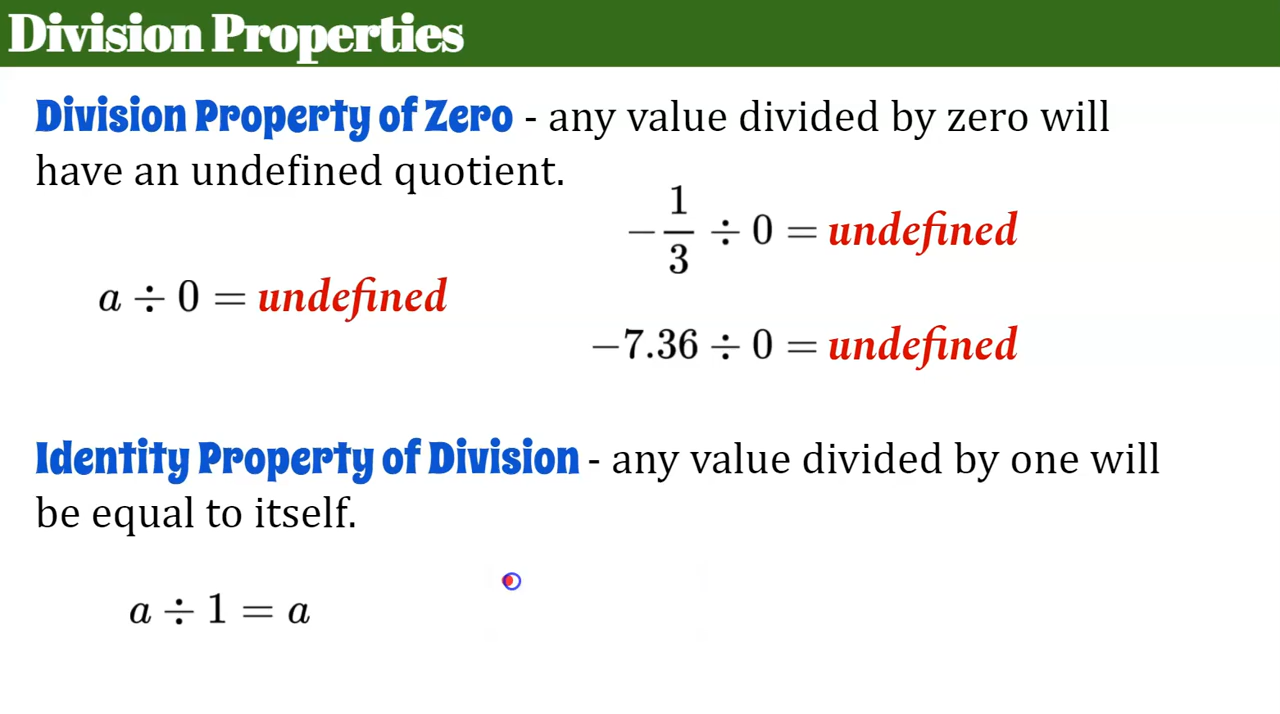 Division Properties
Division Property of Zero - any value divided by zero will
have an undefined quotient.
-1/3 ÷ 0 = undefined
a ÷ 0 = undefined
-7.36 ÷ 0 = undefined
Identity Property of Division - any value divided by one will
be equal to itself.
a ÷ 1 = a